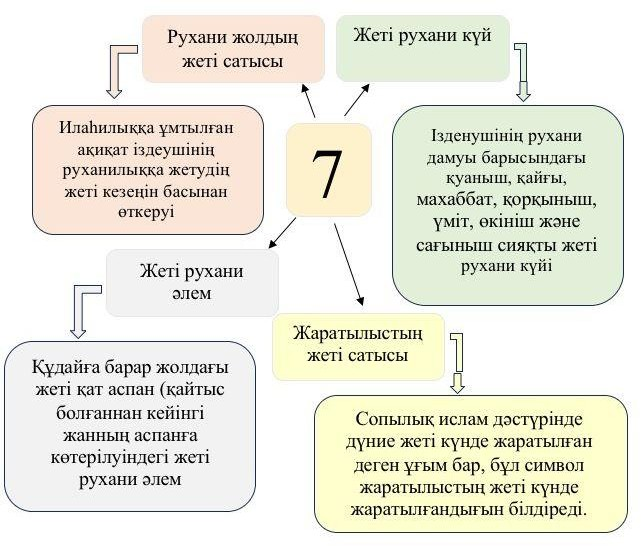 Рухани жолдың
жеті сатысы
Жеті рухани күй
Илаһилыққа ұмтылған
ақиқат іздеушінің
руханилыққа жетудің
жеті кезеңін басынан
өткеруі
7
Ізденушінің рухани
дамуы барысындағы
қуаныш, қайғы,
махаббат, қорқыныш,
үміт, өкініш және
сағыныш сияқты жеті
рухани күйі
Жеті рухани
әлем
Жаратылыстың
жеті сатысы
Құдайға барар жолдағы
жеті қат аспан (қайтыс
болғаннан кейінгі
жанның аспанға
көтерілуіндегі жеті
рухани әлем
Сопылық ислам дәстүрінде
дүние жеті күнде жаратылған
деген ұғым бар, бұл символ
жаратылыстың жеті күнде
жаратылғандығын білдіреді.